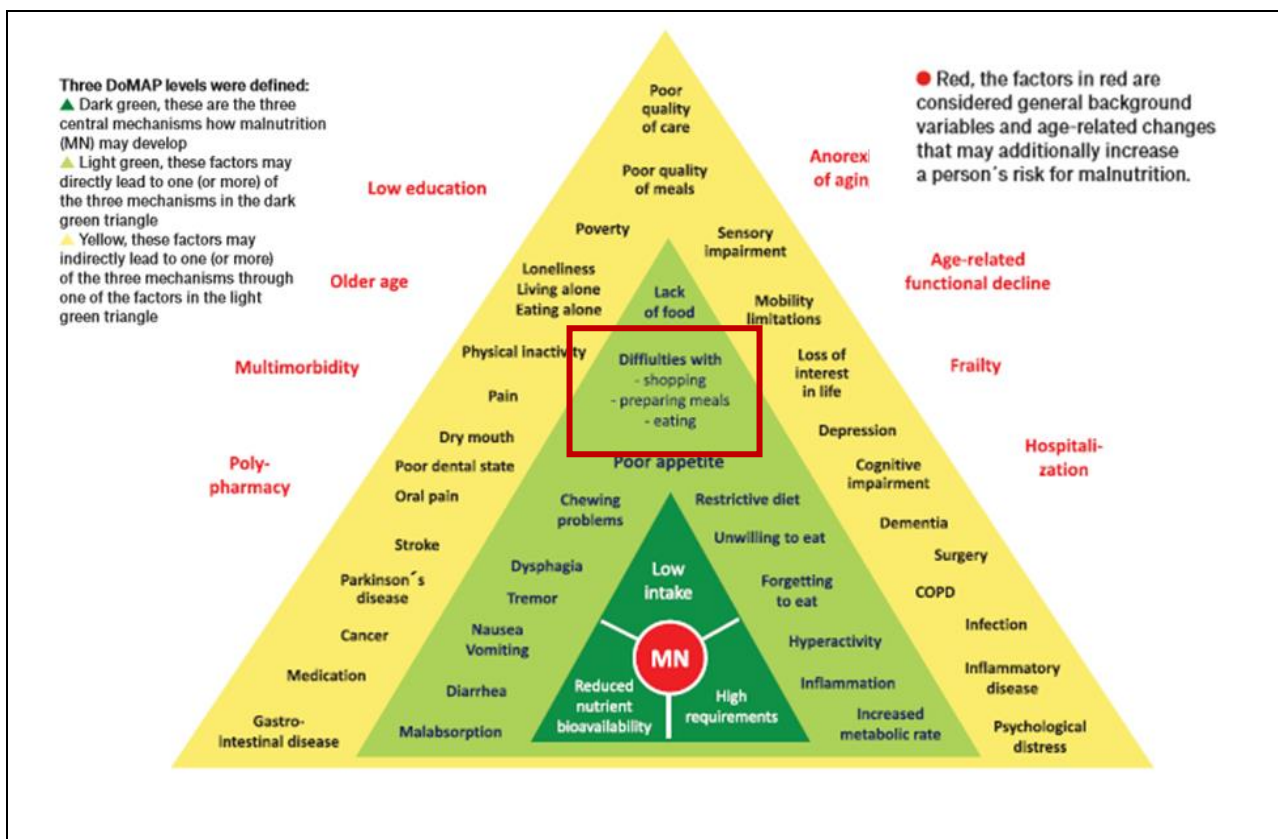 Three DoMAP levels were defined:
Dark green, these are the three
central mechanisms how malnutrition
(MN) may develop
Light green, these factors may
directly lead to one (or more) of
the three mechanisms in the dark
green triangle
Yellow, these factors may
indirectly lead to one (or more)
of the three mechanisms through
one of the factors in the light
green triangle
Red, the factors in red are
considered general background
variables and age-related changes
that may additionally increase
a person´s risk for malnutrition.
Low education
Older age
Multimorbidity
Poly-
pharmacy
Anorexi
of agin
Age-related
functional decline
Frailty
Hospitali-
zation
Poor
quality
of care
Poor quality
of meals
Poverty
Loneliness
Living alone
Eating alone
Physical inactivity
Pain
Dry mouth
Poor dental state
Oral pain
Stroke
Parkinson´s
disease
Cancer
Medication
Gastro-
Intestinal disease
Sensory
impairment
Mobility
limitations
Loss of
interest
in life
Depression
Cognitive
impairment
Dementia
Surgery
COPD
Infection
Inflammatory
disease
Psychological
distress
Lack
of food
Diffiulties with
- shopping
- preparing meals
- eating
Poor appetite
Chewing
problems
Dysphagia
Tremor
Nausea
Vomiting
Diarrhea
Malabsorption
Restrictive diet
Unwilling to eat
Forgetting
to eat
Hyperactivity
Inflammation
Increased
metabolic rate
Low
intake
MN
Reduced
nutrient
bioavailability
High
requirements